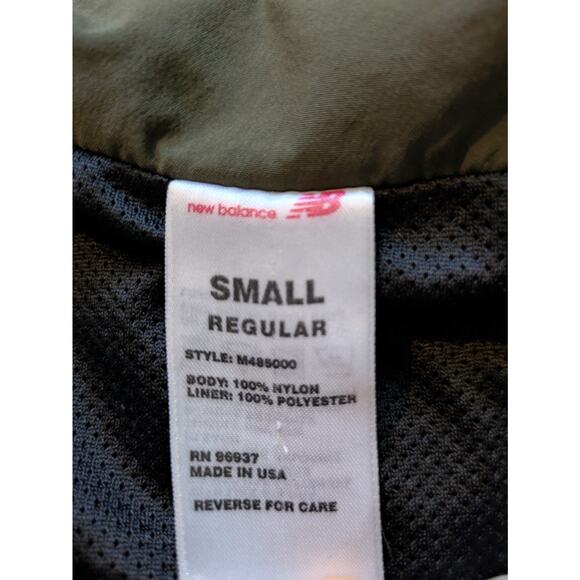 new balance NB
SMALL
REGULAR
STYLE: M485000
BODY: 100% NYLON
LINER: 100% POLYESTER
RN 96937
MADE IN USA
REVERSE FOR CARE